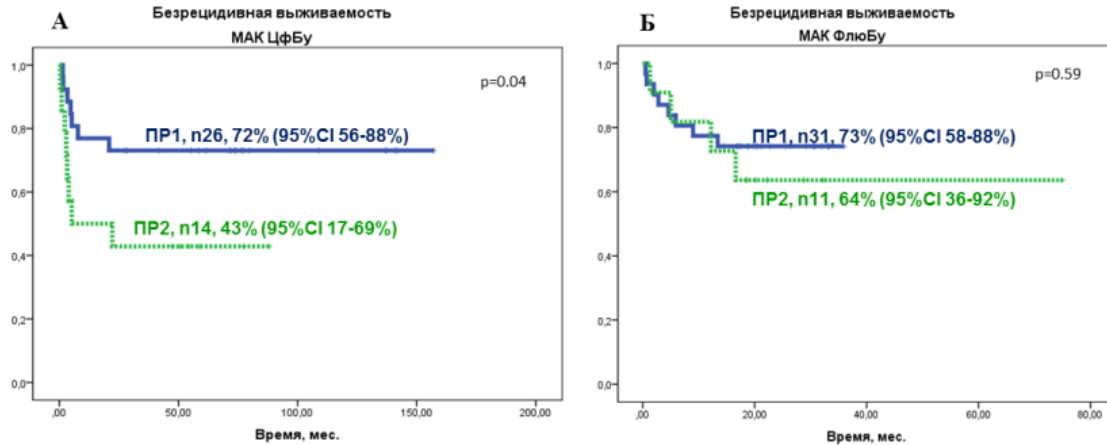 А
Безрецидивная выживаемость
МАК ЦфБу
p=0.04
1,0
0,8
0,6
0,4
0,2
0,0
ПР1, n26, 72% (95%CI 56-88%)
ПР2, n14, 43% (95%CI 17-69%)
,00
50,00
100,00
150,00
200,00
Время, мес.
Б
Безрецидивная выживаемость
МАК ФлюБу
p=0.59
1,0
0,8
0,6
0,4
0,2
0,0
ПР1, n31, 73% (95%CI 58-88%)
ПР2, n11, 64% (95%CI 36-92%)
,00
20,00
40,00
60,00
80,00
Время, мес.